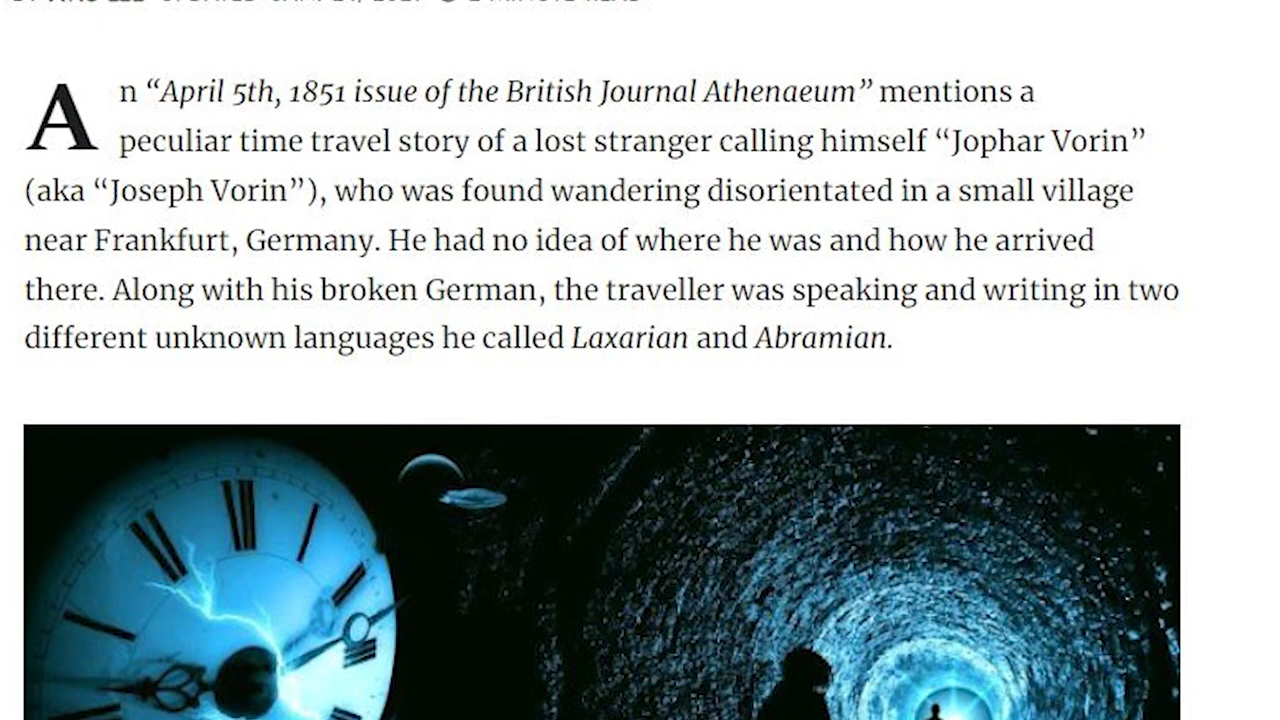 An “April 5th, 1851 issue of the British Journal Athenaeum” mentions a
peculiar time travel story of a lost stranger calling himself “Jophar Vorin”
(aka “Joseph Vorin”), who was found wandering disorientated in a small village
near Frankfurt, Germany. He had no idea of where he was and how he arrived
there. Along with his broken German, the traveller was speaking and writing in two
different unknown languages he called Laxarian and Abramian.